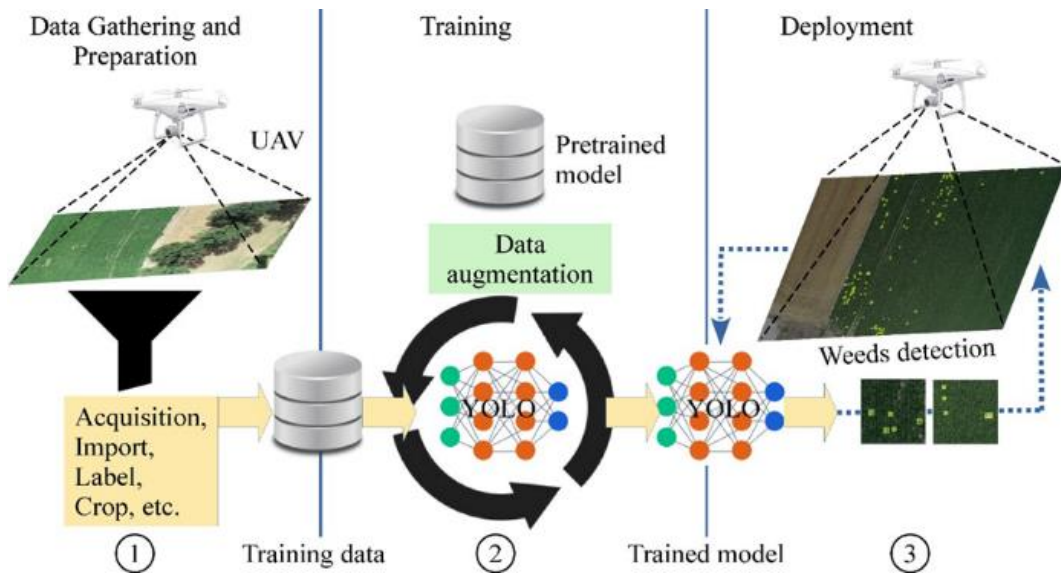 Data Gathering and
Preparation
UAV
Acquisition,
Import,
Label,
Crop, etc.
1
Training data
Training
Pretrained
model
Data
augmentation
YOLO
2
Trained model
YOLO
Deployment
Weeds detection
3